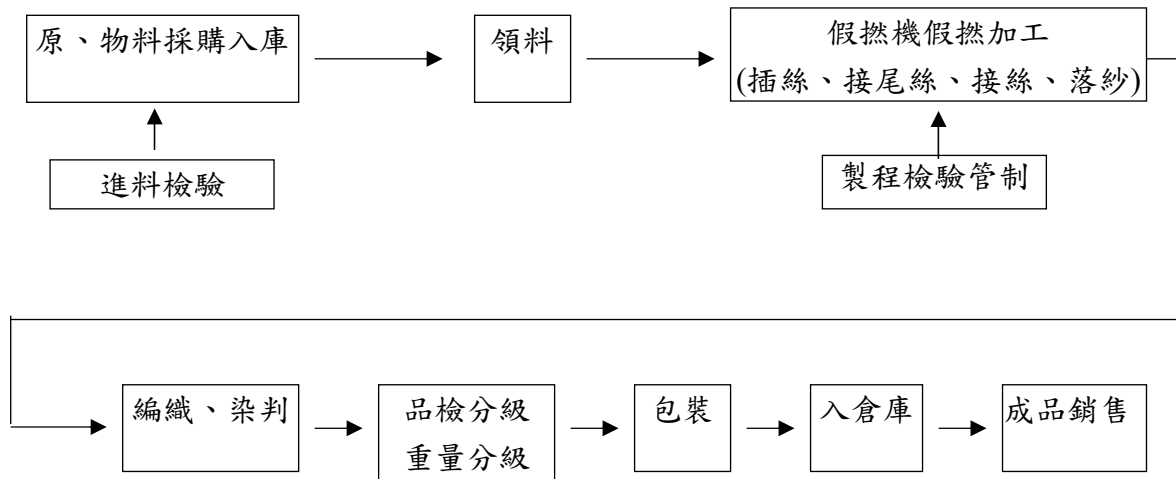 原、物料採購入庫
領料
假撚機假撚加工
(插絲、接尾絲、接絲、落紗)
進料檢驗
製程檢驗管制
編織、染判
品檢分級
重量分級
包裝
入倉庫
成品銷售